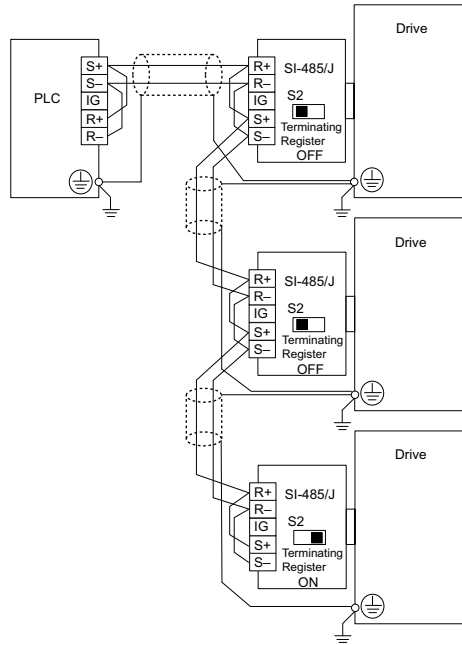 PLC
S+
S–
IG
R+
R–
R+
R–
IG
S+
S–
SI-485/J
S2
Terminating
Register
OFF
Drive
R+
R–
IG
S+
S–
SI-485/J
S2
Terminating
Register
OFF
Drive
R+
R–
IG
S+
S–
SI-485/J
S2
Terminating
Register
ON
Drive